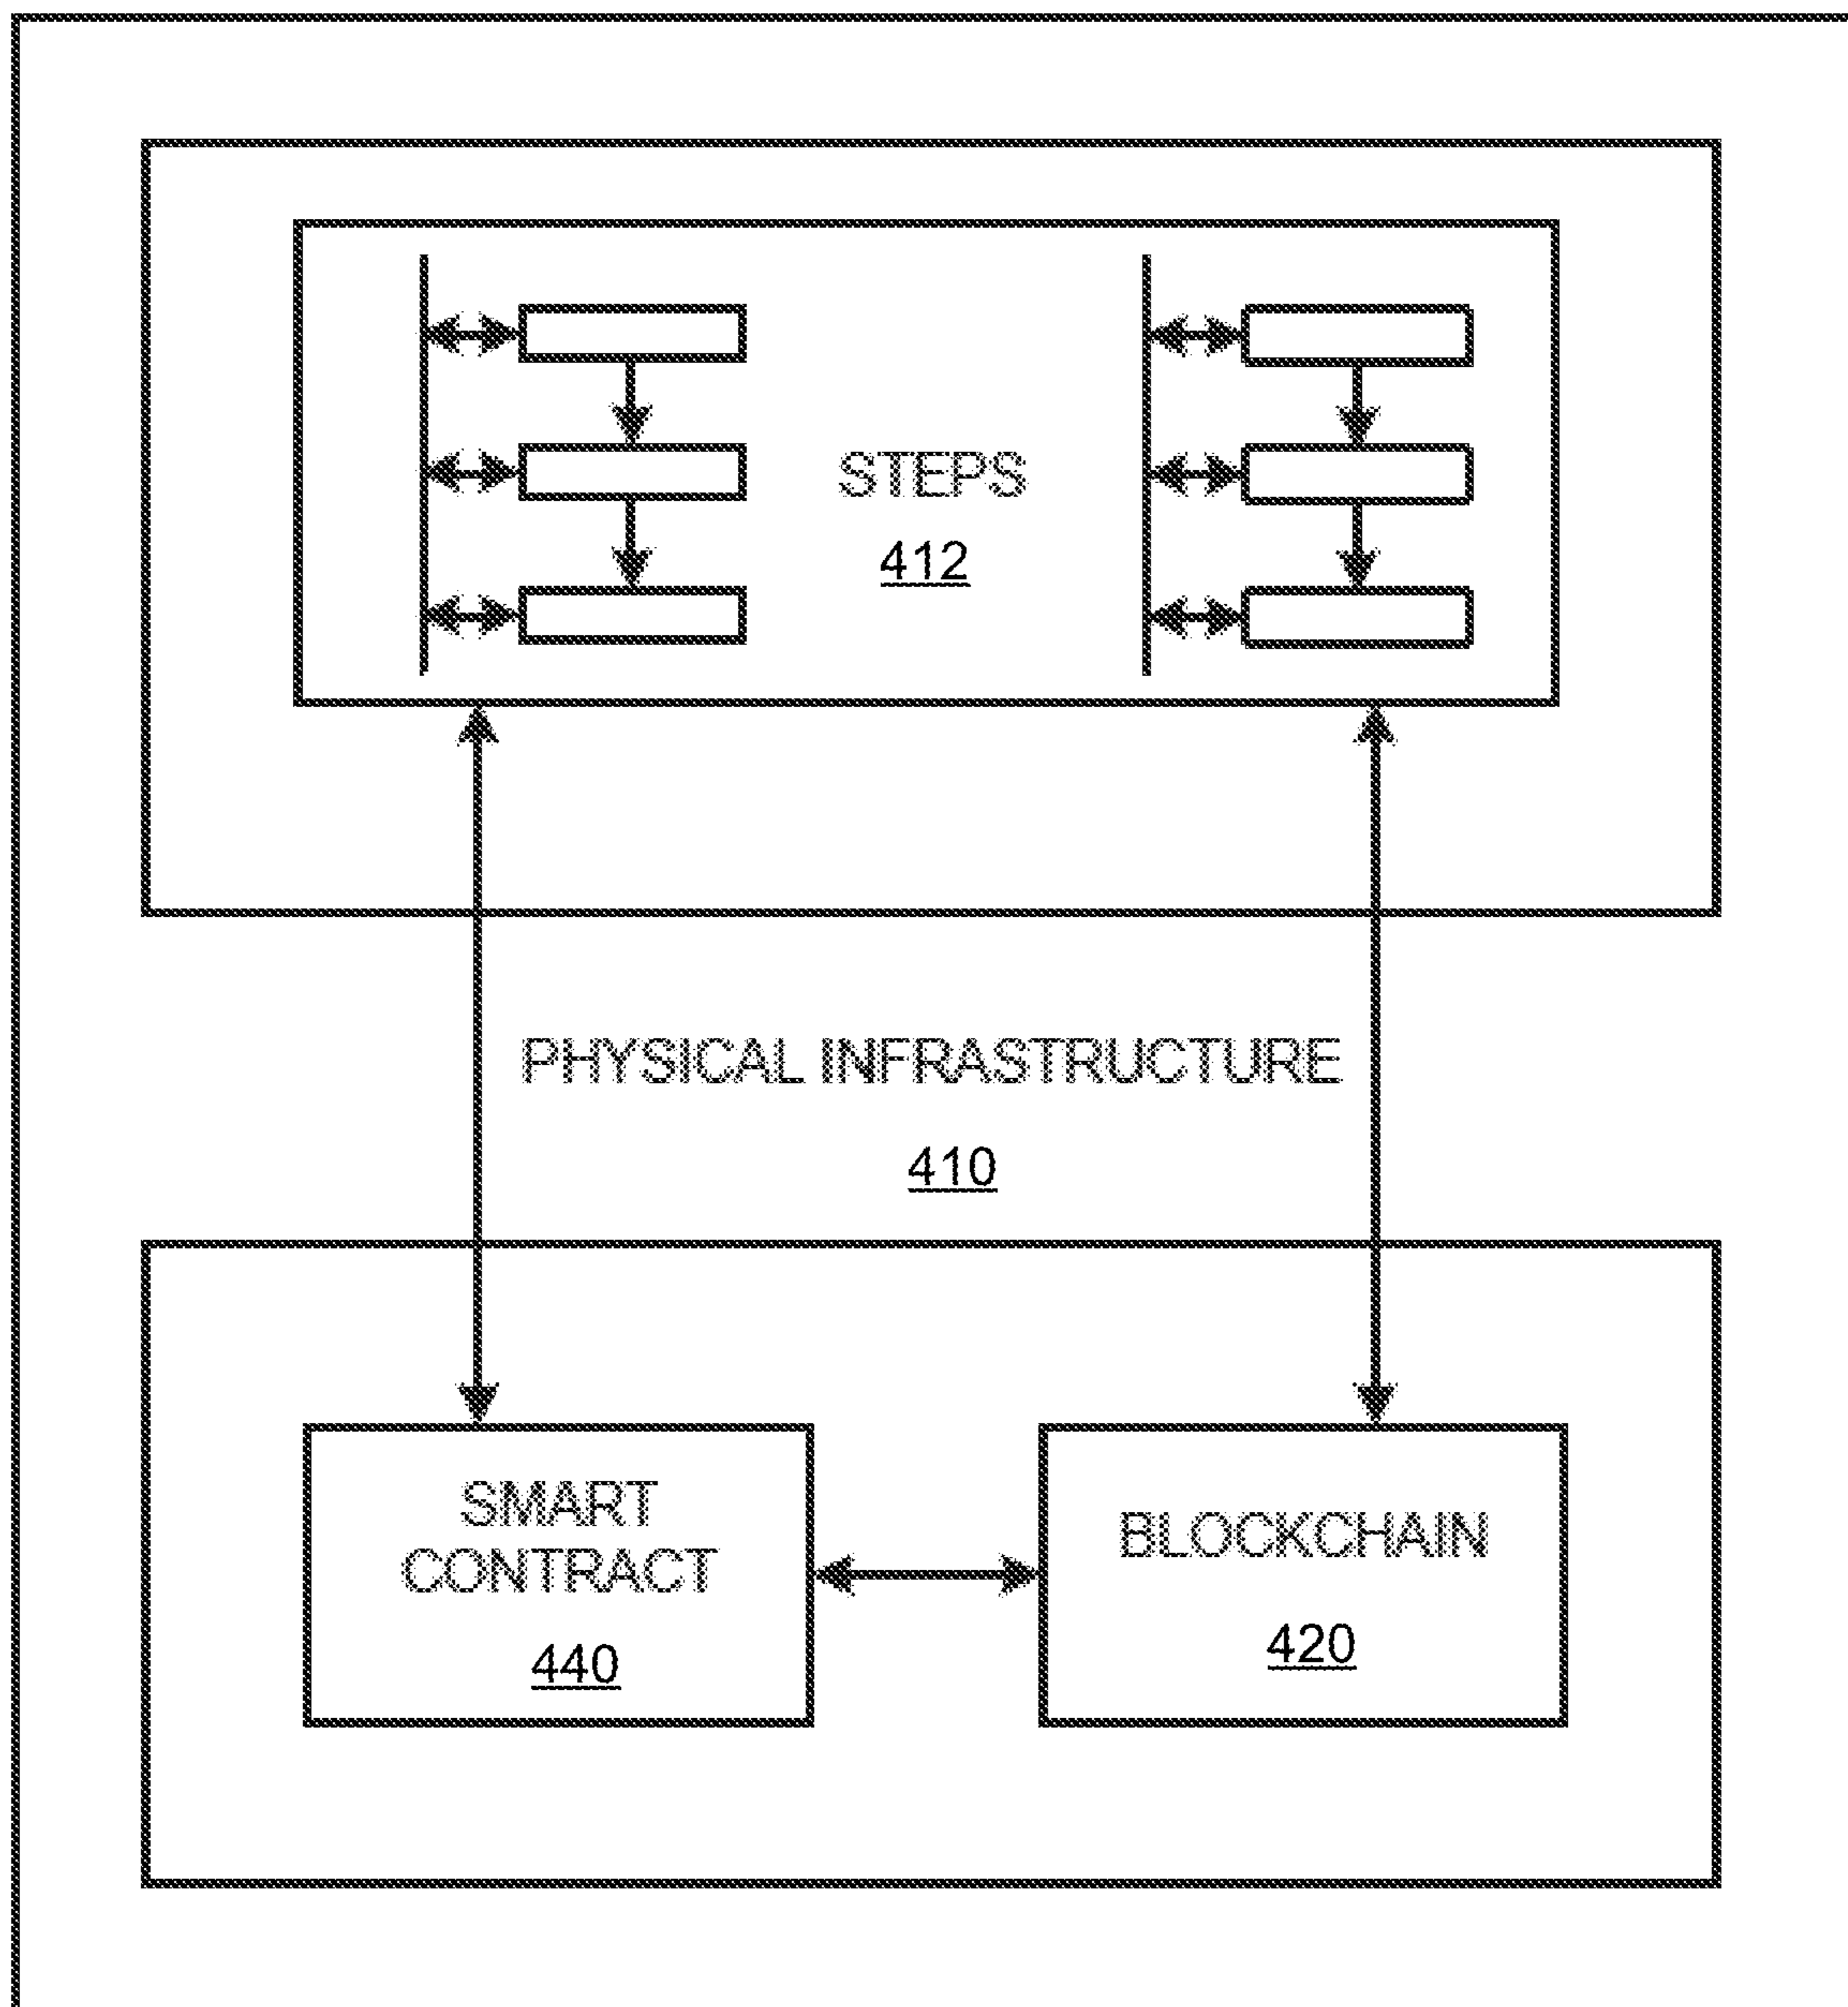 STEPS
412
PHYSICAL INFRASTRUCTURE
410
SMART
CONTRACT
440
BLOCKCHAIN
420